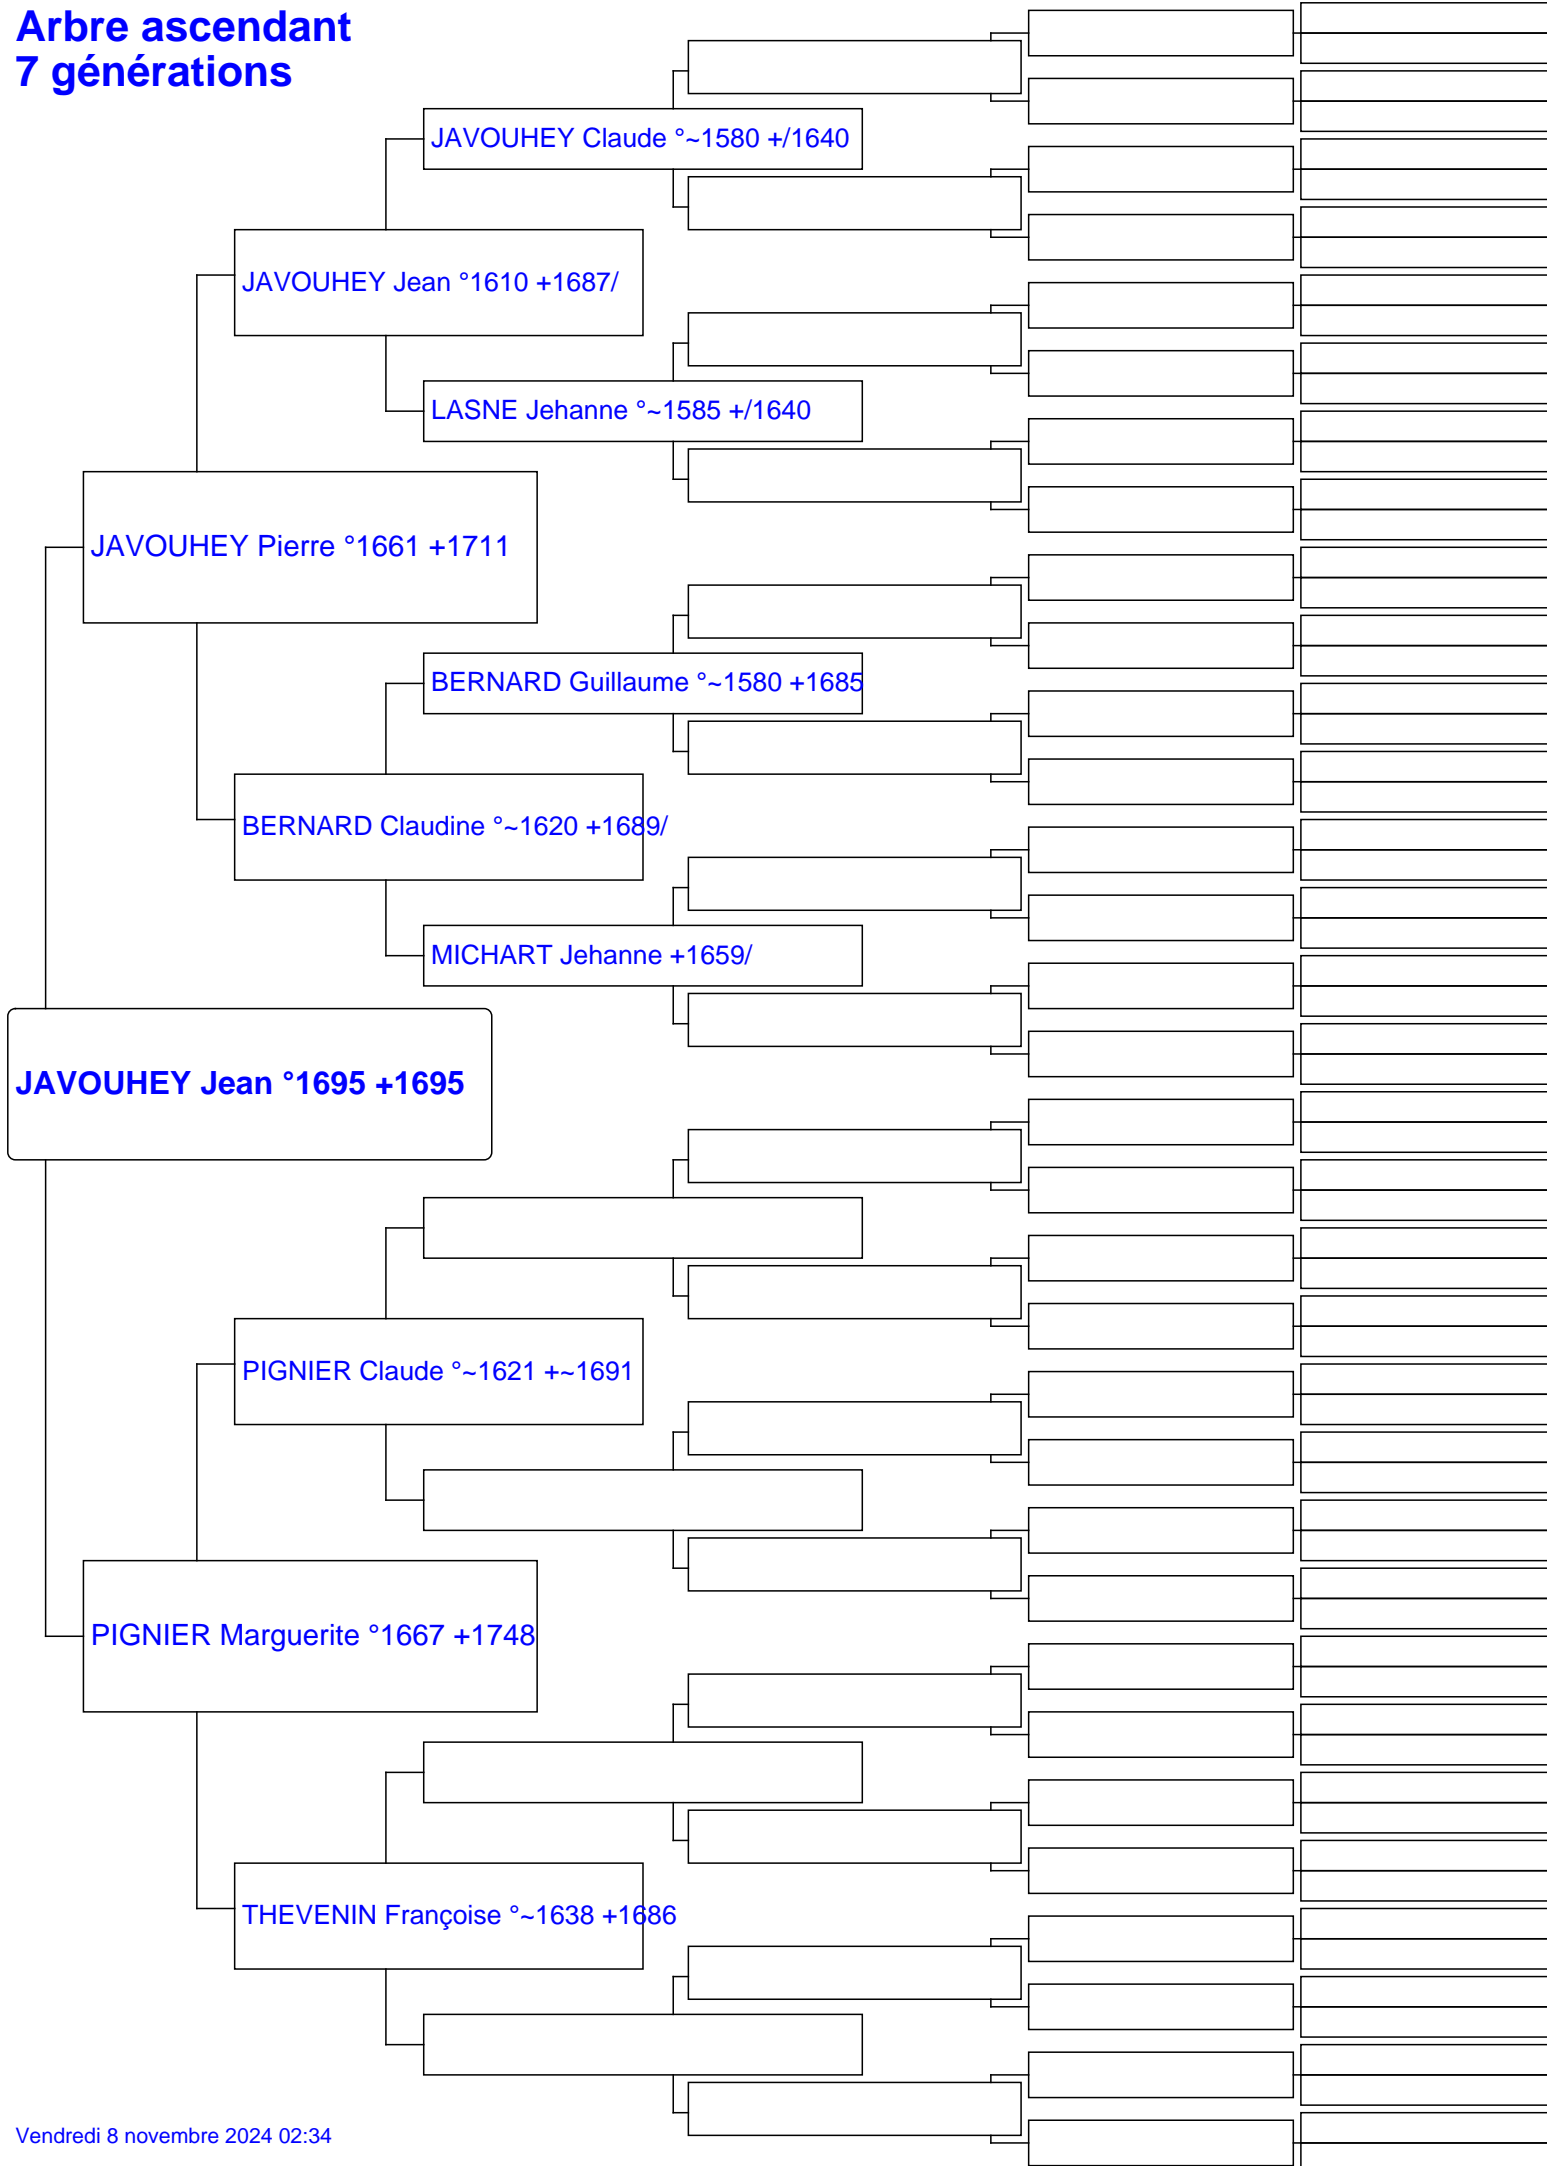 Arbre ascendant
7 générations
JAVOUHEY Claude °~1580 +/1640
JAVOUHEY Jean °1610 +1687/
LASNE Jehanne °~1585 +/1640
JAVOUHEY Pierre °1661 +1711
BERNARD Guillaume °~1580 +1685
BERNARD Claudine °~1620 +1689/
MICHART Jehanne +1659/
JAVOUHEY Jean °1695 +1695
PIGNIER Claude °~1621 +~1691
PIGNIER Marguerite °1667 +1748
THEVENIN Françoise °~1638 +1686
Vendredi 8 novembre 2024 02:34